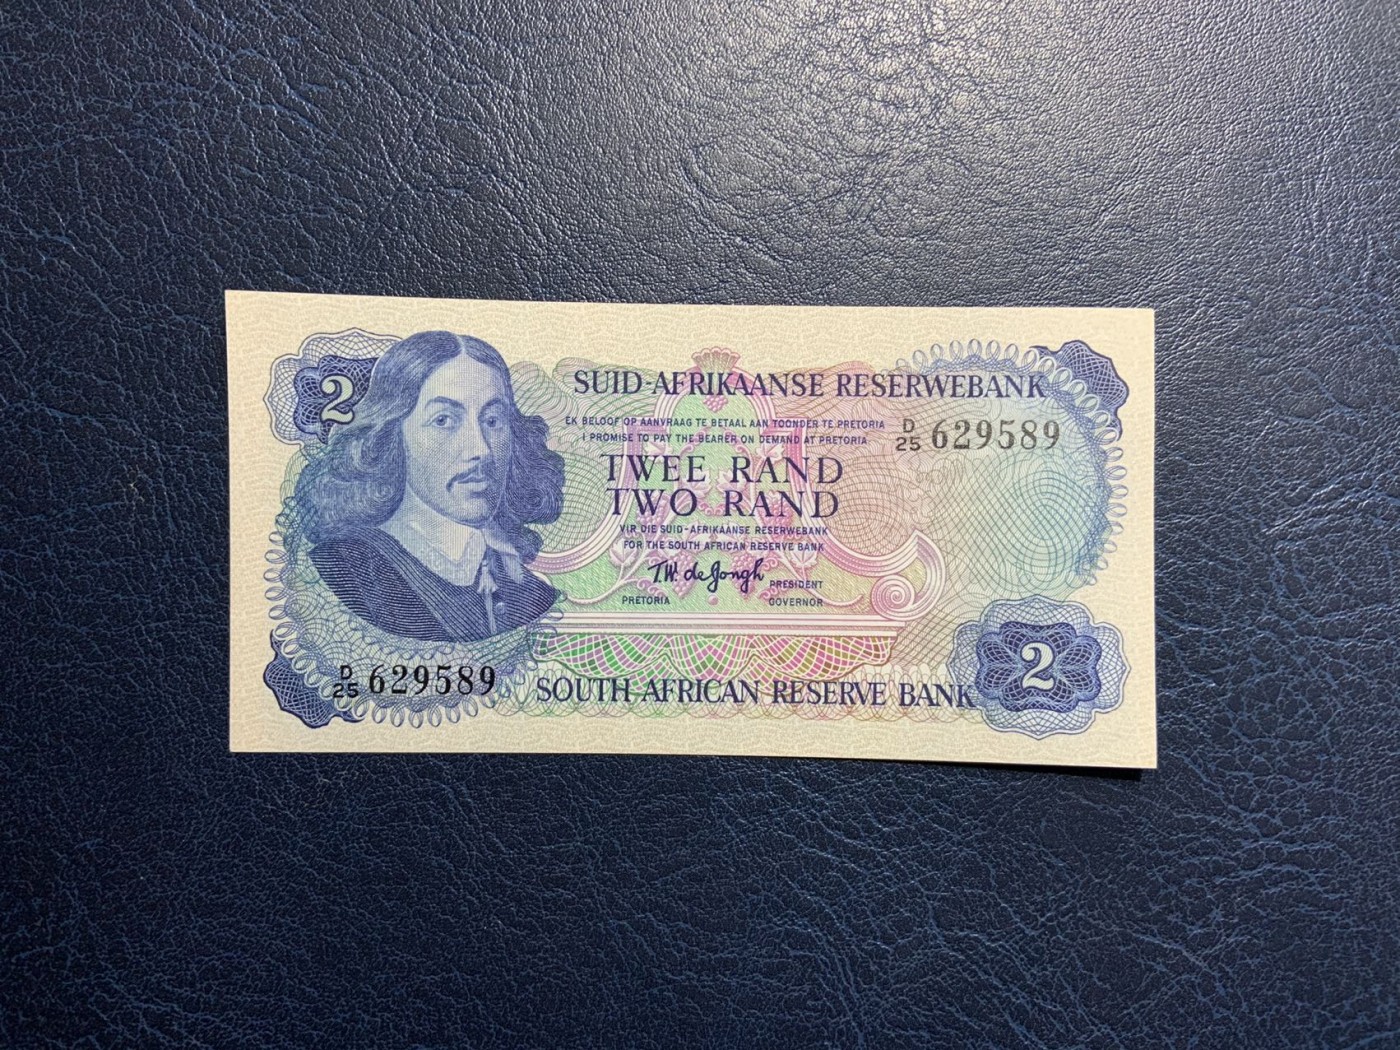 2
SUID-AFRIKAANSE RESERWEBANK
EK BELOOF OP AANVRAAG TE BETAAL AAN TOONDER TE PRETORIA
I PROMISE TO PAY THE BEARER ON DEMAND AT PRETORIA
D/25 629589
TWEE RAND
TWO RAND
VIR DIE SUID-AFRIKAANSE RESERWEBANK
FOR THE SOUTH AFRICAN RESERVE BANK
T.W. de Jongh
PRESIDENT
PRETORIA GOVERNOR
D/25 629589
SOUTH AFRICAN RESERVE BANK
2